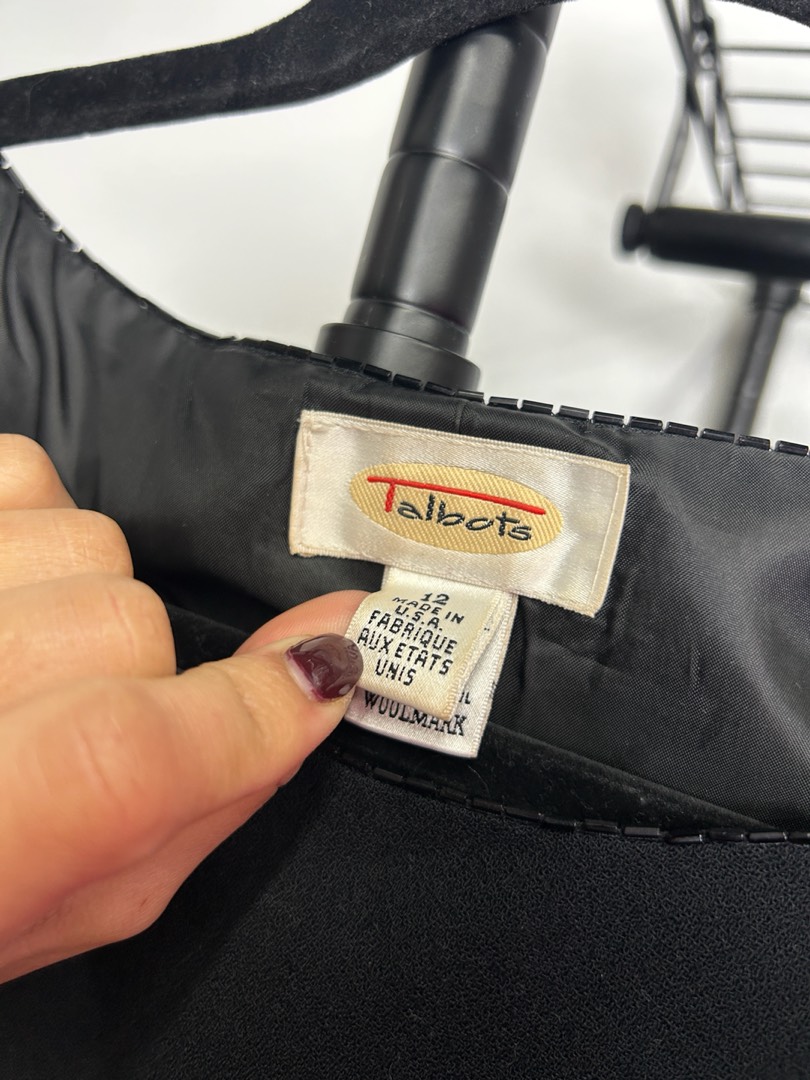 Talbots
12
MADE IN
U.S.A.
FABRIQUE
AUX ETATS
UNIS
WOOLMARK